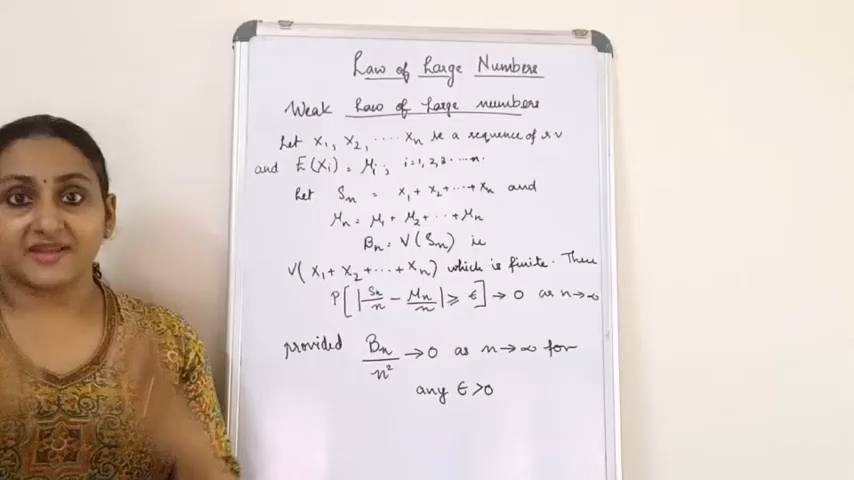 Law of Large Numbers
Weak Law of Large numbers
Let X₁, X₂, ···· Xn be a sequence of r.v
and E(Xi) = μi ; i=1,2,3 ····· n.
Let Sn = X₁ + X₂ + ··· + Xn and
Mn = μ₁ + μ₂ + ··· + μn
Bn = V(Sn) ie
V(X₁ + X₂ + ··· + Xn) which is finite. Then
P[|Sn/n − Mn/n| ≥ ε] → 0 as n→∞
provided Bn/n² → 0 as n→∞ for
any ε >0